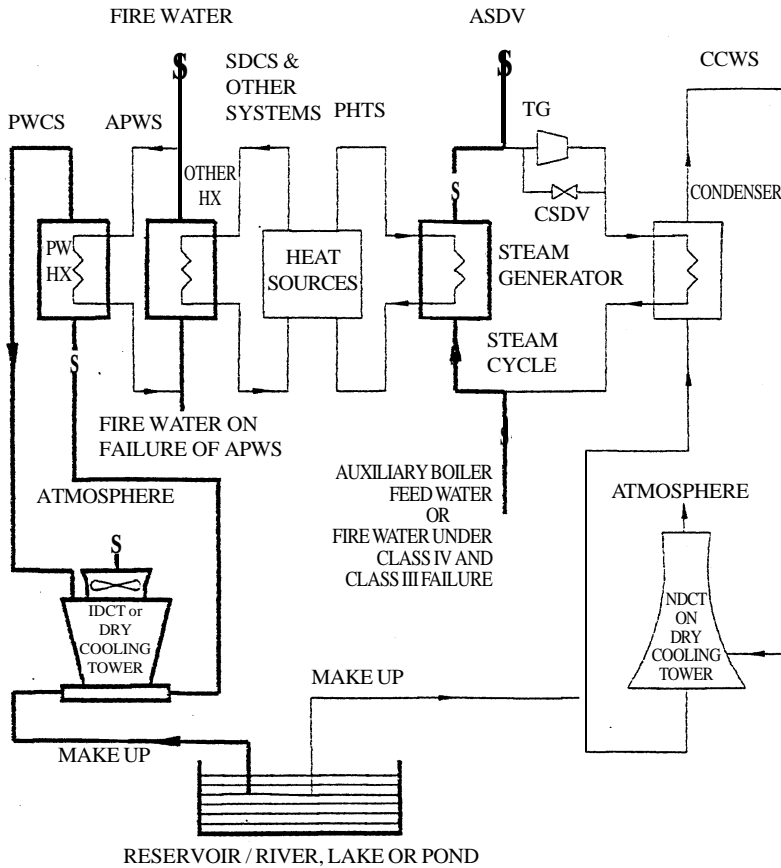 FIRE WATER
ASDV
S
S
SDCS &
OTHER
SYSTEMS
CCWS
PWCS
APWS
PHTS
TG
OTHER
HX
S
CSDV
CONDENSER
PW
HX
HEAT
SOURCES
STEAM
GENERATOR
S
STEAM
CYCLE
FIRE WATER ON
FAILURE OF APWS
S
AUXILIARY BOILER
FEED WATER
OR
FIRE WATER UNDER
CLASS IV AND
CLASS III FAILURE
ATMOSPHERE
ATMOSPHERE
S
IDCT or
DRY
COOLING
TOWER
NDCT
ON
DRY
COOLING
TOWER
MAKE UP
MAKE UP
RESERVOIR / RIVER, LAKE OR POND